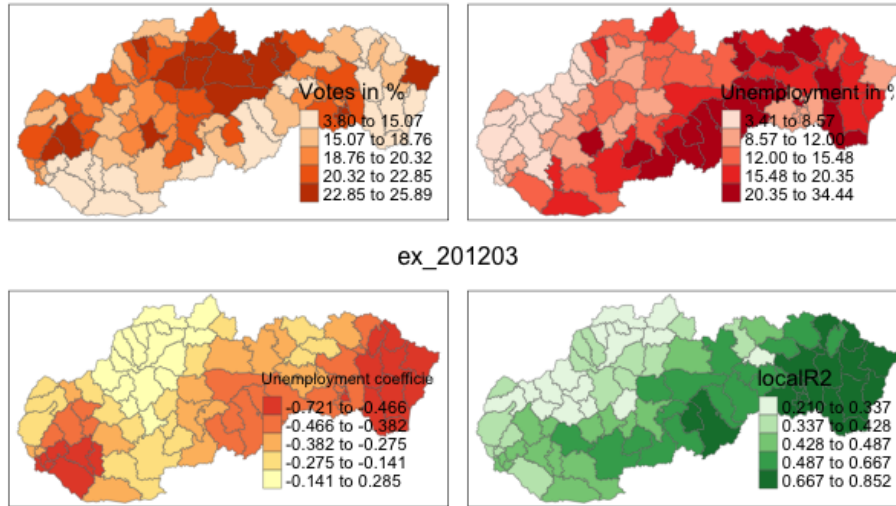 Votes in %
3.80 to 15.07
15.07 to 18.76
18.76 to 20.32
20.32 to 22.85
22.85 to 25.89
Unemployment in %
3.41 to 8.57
8.57 to 12.00
12.00 to 15.48
15.48 to 20.35
20.35 to 34.44
ex_201203
Unemployment coefficie
-0.721 to -0.466
-0.466 to -0.382
-0.382 to -0.275
-0.275 to -0.141
-0.141 to 0.285
localR2
0.210 to 0.337
0.337 to 0.428
0.428 to 0.487
0.487 to 0.667
0.667 to 0.852